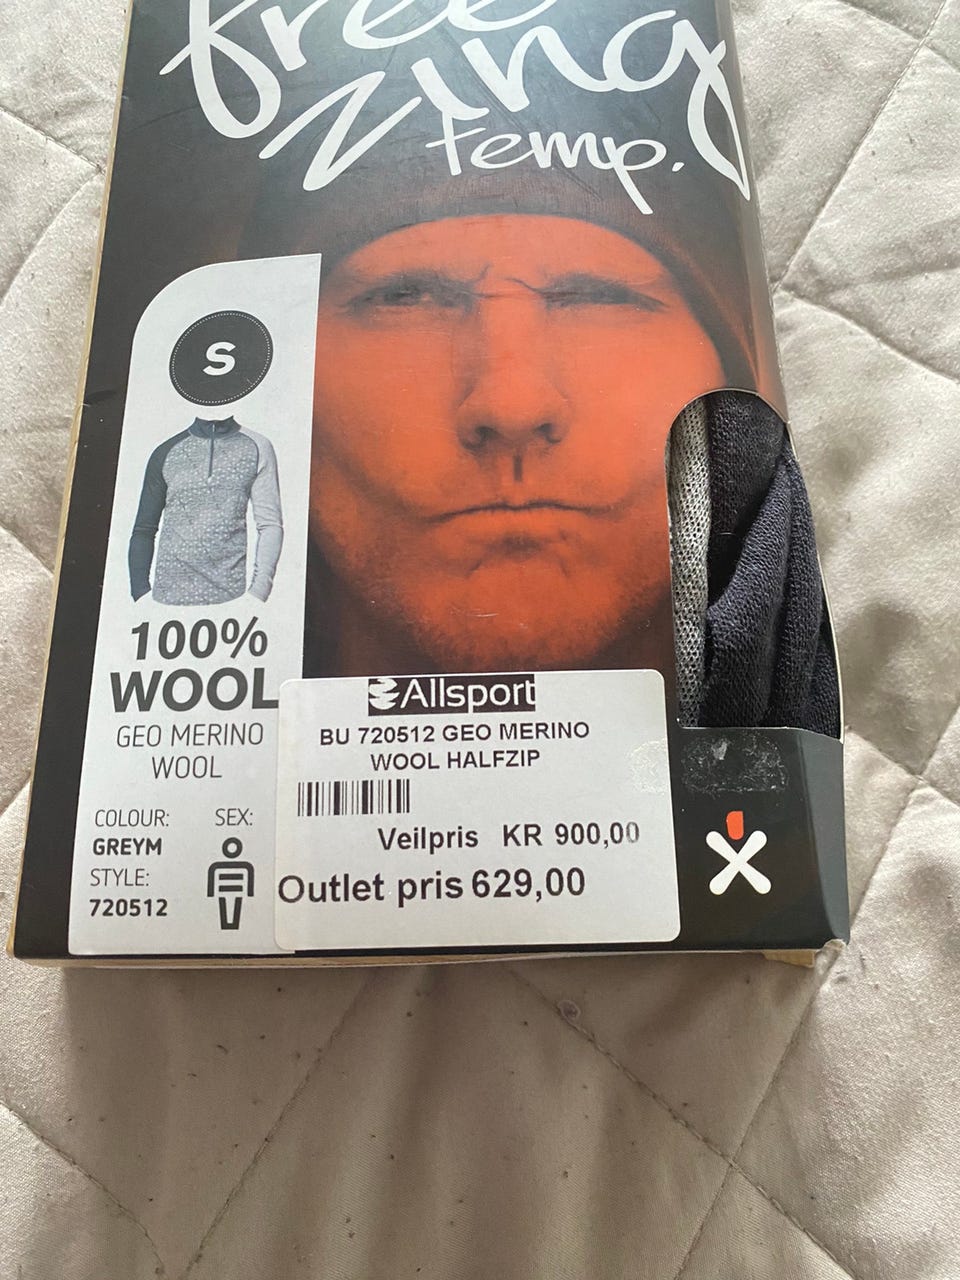 free
zing
temp.
S
100%
WOOL
GEO MERINO
WOOL
COLOUR:
GREYM
STYLE:
720512
SEX:
Allsport
BU 720512 GEO MERINO
WOOL HALFZIP
Veilpris KR 900,00
Outlet pris 629,00